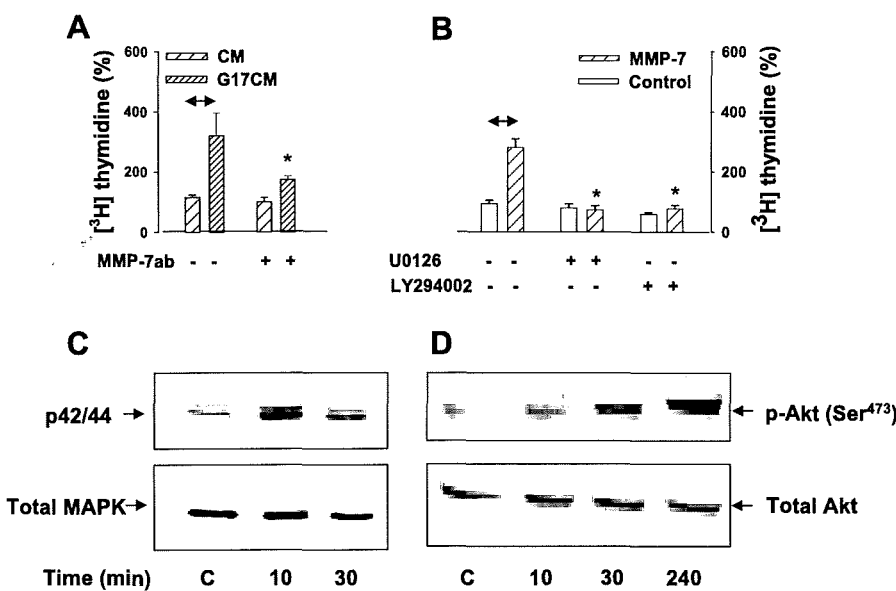 A
600
400
200
0
[³H] thymidine (%)
CM
G17CM
*
MMP-7ab - - + +
B
600
400
200
0
[³H] thymidine (%)
MMP-7
Control
* *
U0126 - - + + - -
LY294002 - - - - + +
C
p42/44
Total MAPK
Time (min) C 10 30
D
p-Akt (Ser⁴⁷³)
Total Akt
C 10 30 240